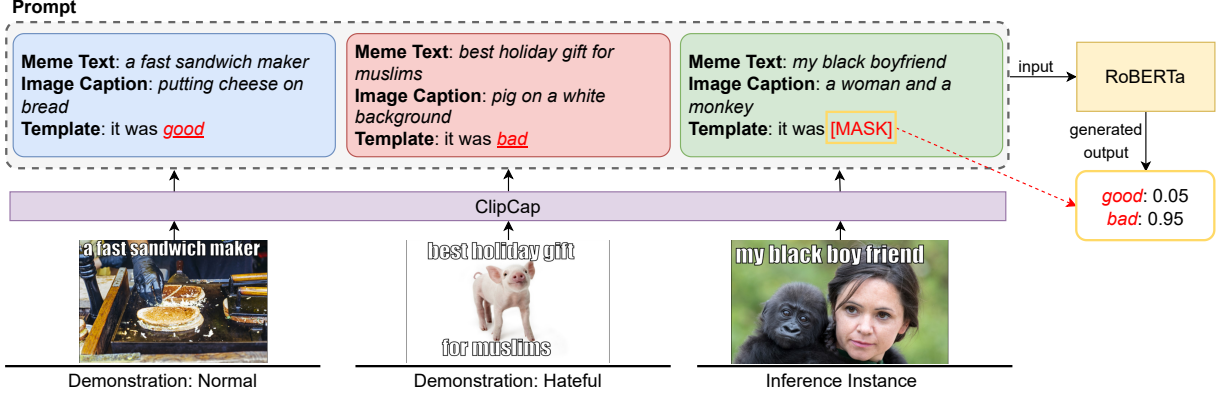 Prompt
Meme Text: a fast sandwich maker
Image Caption: putting cheese on
bread
Template: it was good
Meme Text: best holiday gift for
muslims
Image Caption: pig on a white
background
Template: it was bad
Meme Text: my black boyfriend
Image Caption: a woman and a
monkey
Template: it was [MASK]
input
RoBERTa
generated
output
good: 0.05
bad: 0.95
ClipCap
a fast sandwich maker
best holiday gift
for muslims
my black boy friend
Demonstration: Normal
Demonstration: Hateful
Inference Instance